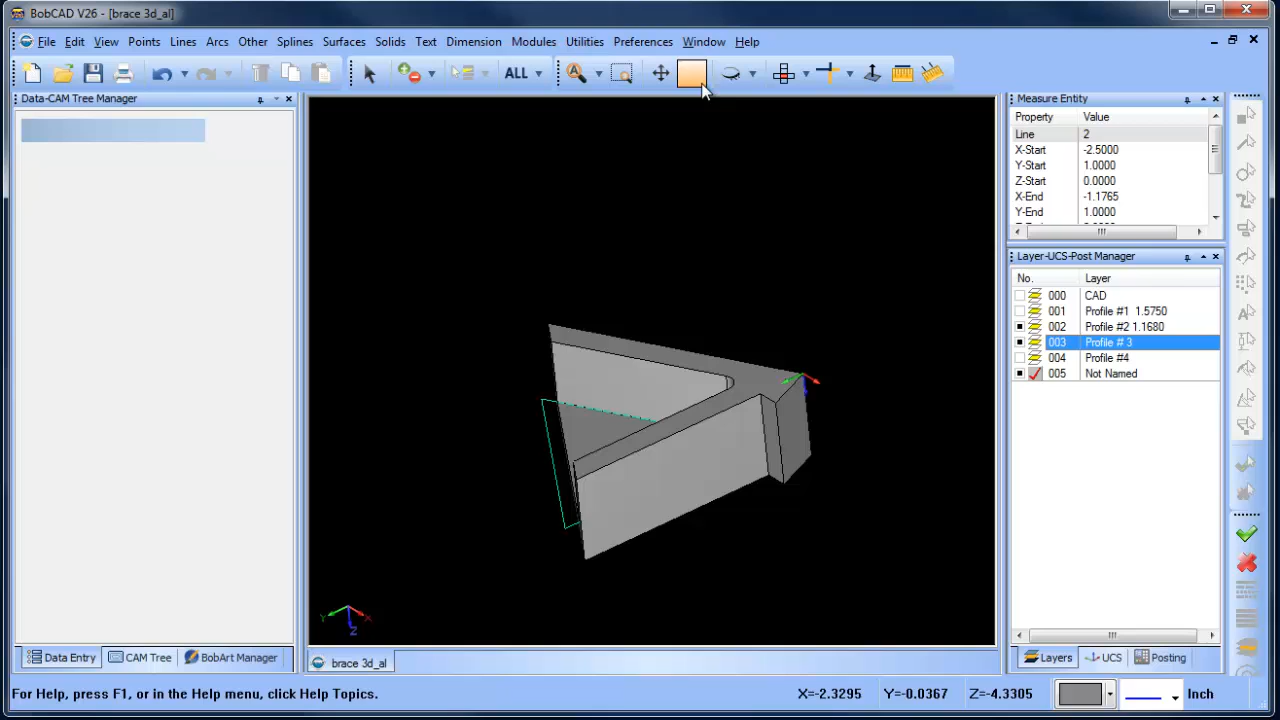 BobCAD V26 - [brace 3d_al]
File Edit View Points Lines Arcs Other Splines Surfaces Solids Text Dimension Modules Utilities Preferences Window Help
ALL
Data-CAM Tree Manager
Measure Entity
Property Value
Line 2
X-Start -2.5000
Y-Start 1.0000
Z-Start 0.0000
X-End -1.1765
Y-End 1.0000
Layer-UCS-Post Manager
No. Layer
000 CAD
001 Profile #1 1.5750
002 Profile #2 1.1680
003 Profile # 3
004 Profile #4
005 Not Named
Y X
Z
Data Entry CAM Tree BobArt Manager
brace 3d_al
Layers UCS Posting
For Help, press F1, or in the Help menu, click Help Topics.
X=-2.3295 Y=-0.0367 Z=-4.3305 Inch